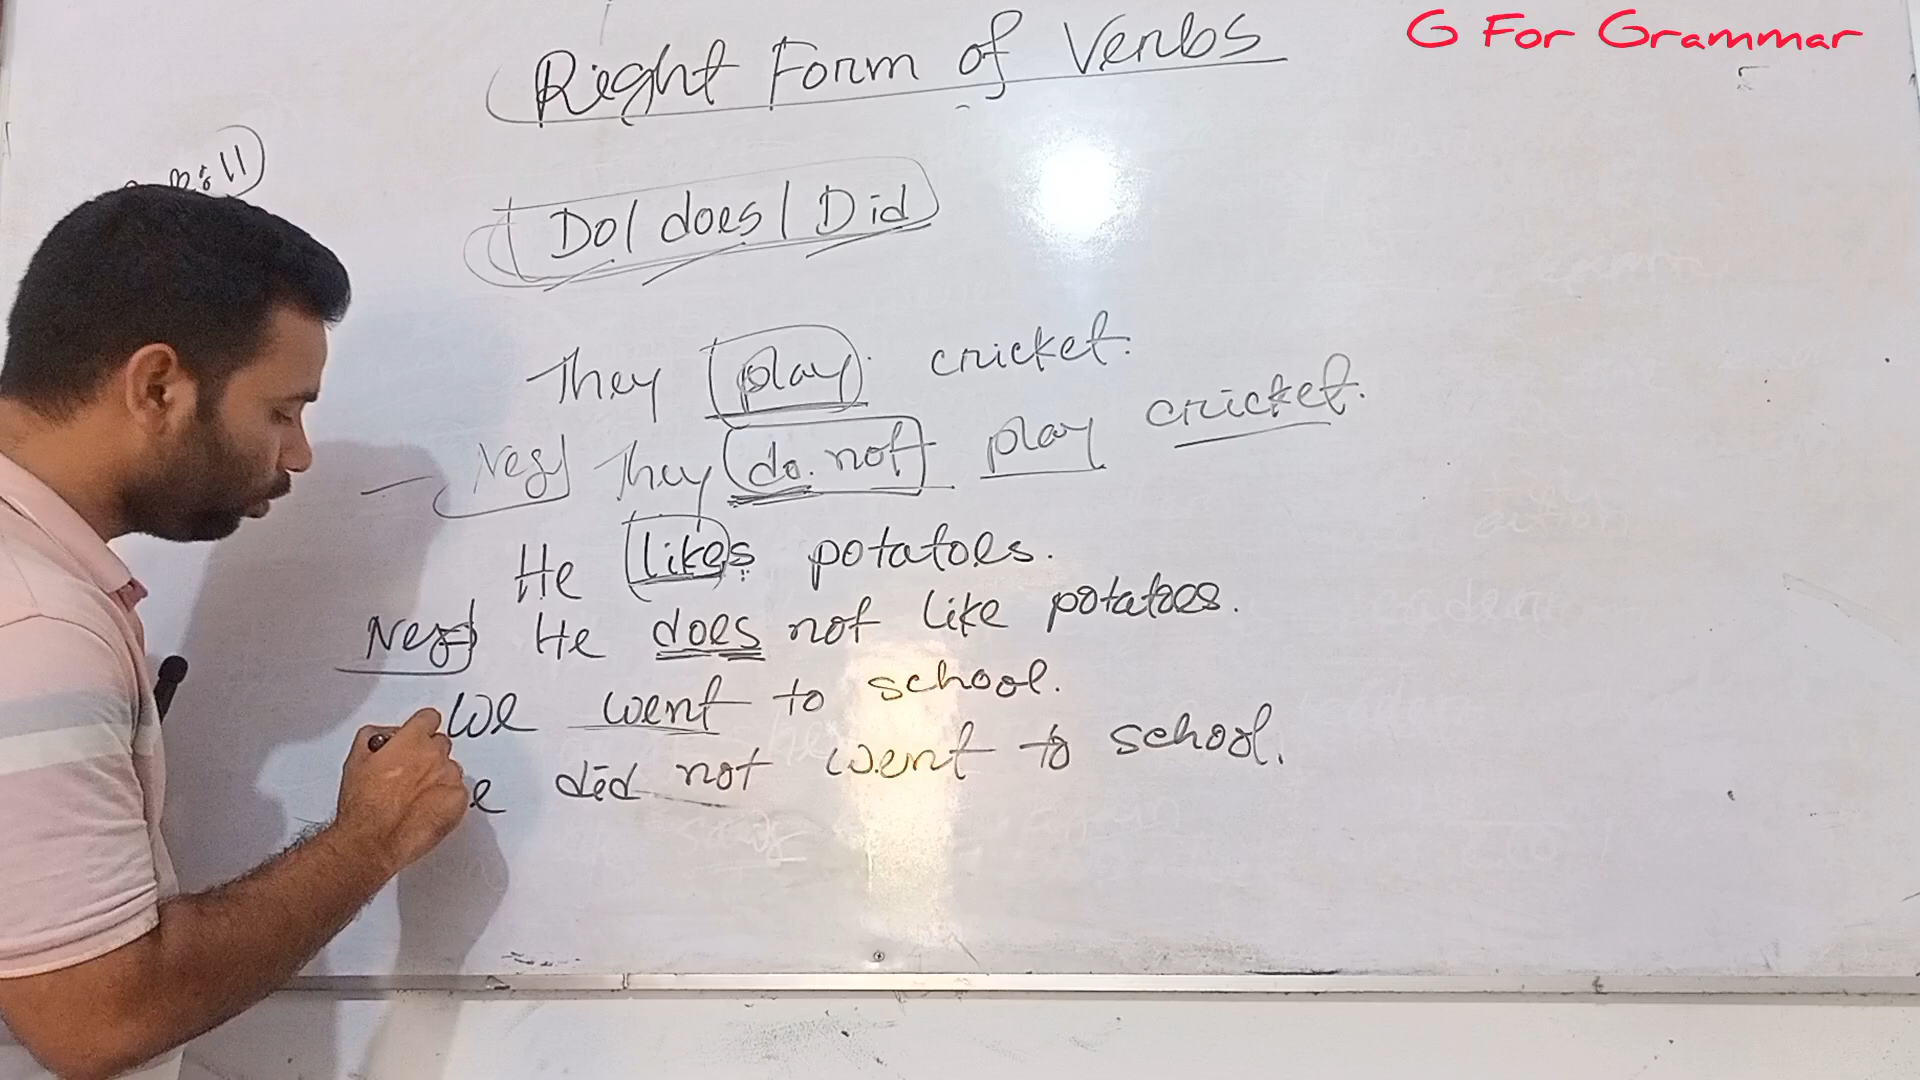 G For Grammar
Right Form of Verbs
Do/does/Did
They play cricket.
Neg) They do not play cricket.
He likes potatoes.
Neg) He does not like potatoes.
We went to school.
e did not went to school.